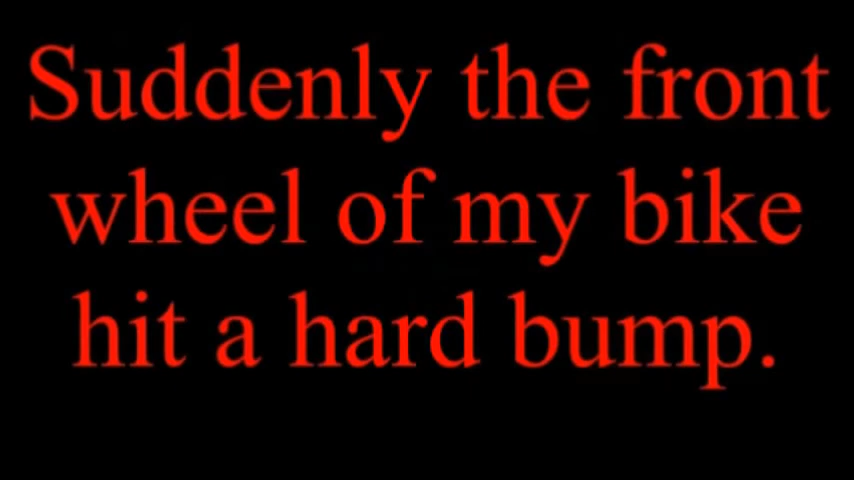 Suddenly the front
wheel of my bike
hit a hard bump.